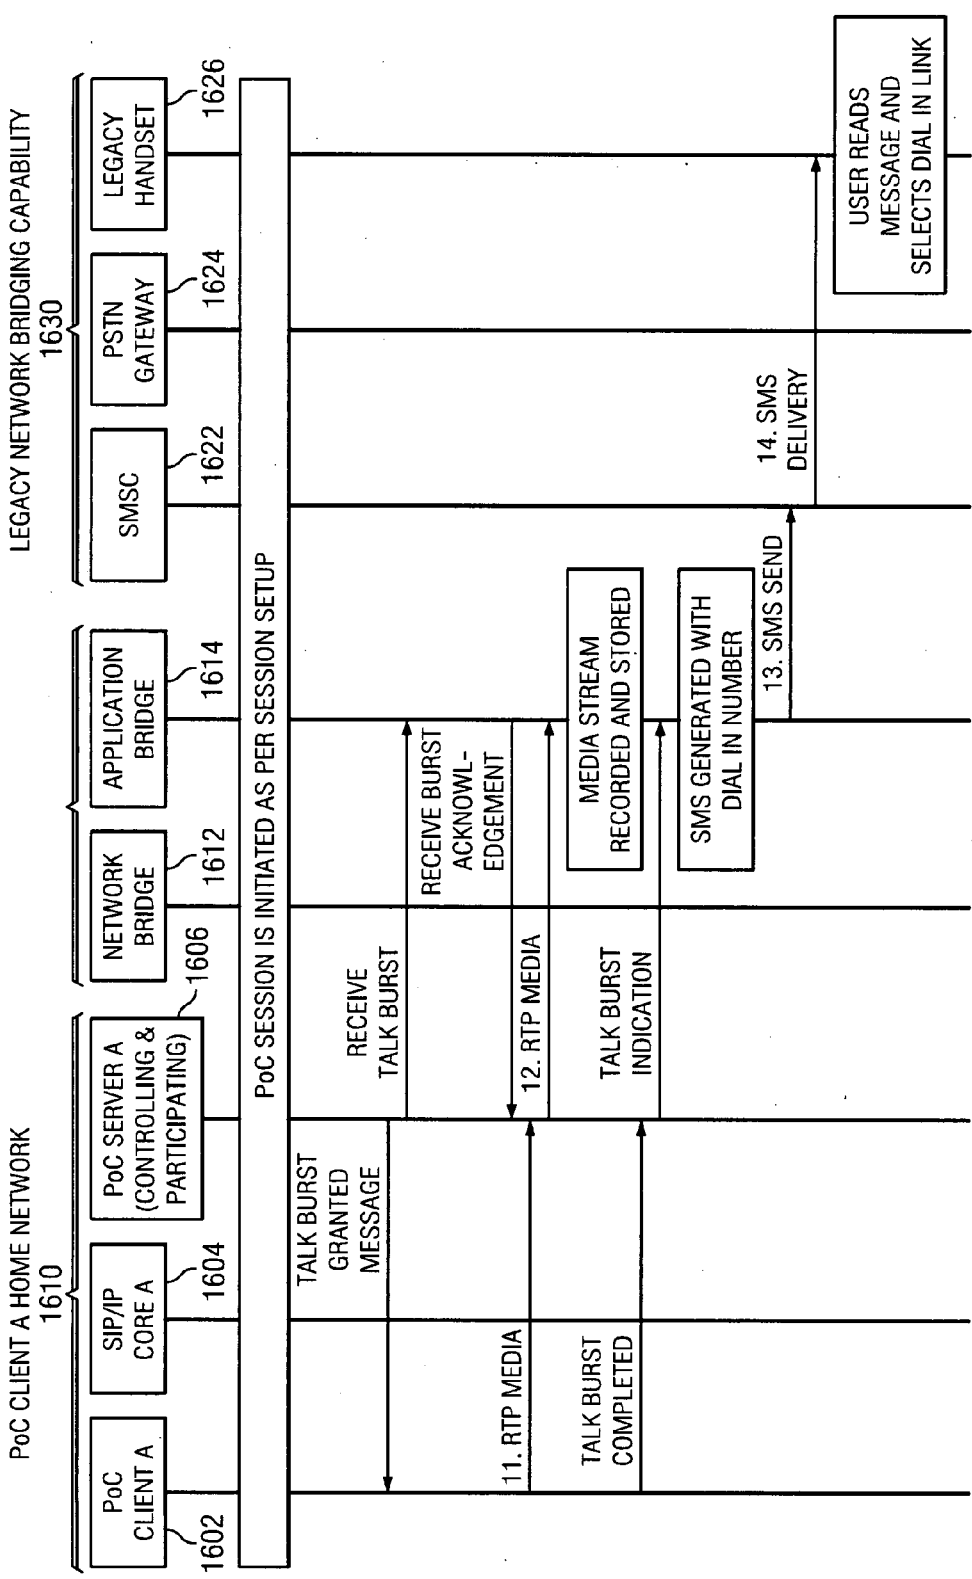 PoC CLIENT A HOME NETWORK
1610
LEGACY NETWORK BRIDGING CAPABILITY
1630
PoC
CLIENT A
1602
SIP/IP
CORE A
1604
PoC SERVER A
(CONTROLLING &
PARTICIPATING)
1606
NETWORK
BRIDGE
1612
APPLICATION
BRIDGE
1614
SMSC
1622
PSTN
GATEWAY
1624
LEGACY
HANDSET
1626
PoC SESSION IS INITIATED AS PER SESSION SETUP
TALK BURST
GRANTED
MESSAGE
RECEIVE
TALK BURST
RECEIVE BURST
ACKNOWL-
EDGEMENT
11. RTP MEDIA
12. RTP MEDIA
MEDIA STREAM
RECORDED AND STORED
TALK BURST
COMPLETED
TALK BURST
INDICATION
SMS GENERATED WITH
DIAL IN NUMBER
13. SMS SEND
14. SMS
DELIVERY
USER READS
MESSAGE AND
SELECTS DIAL IN LINK